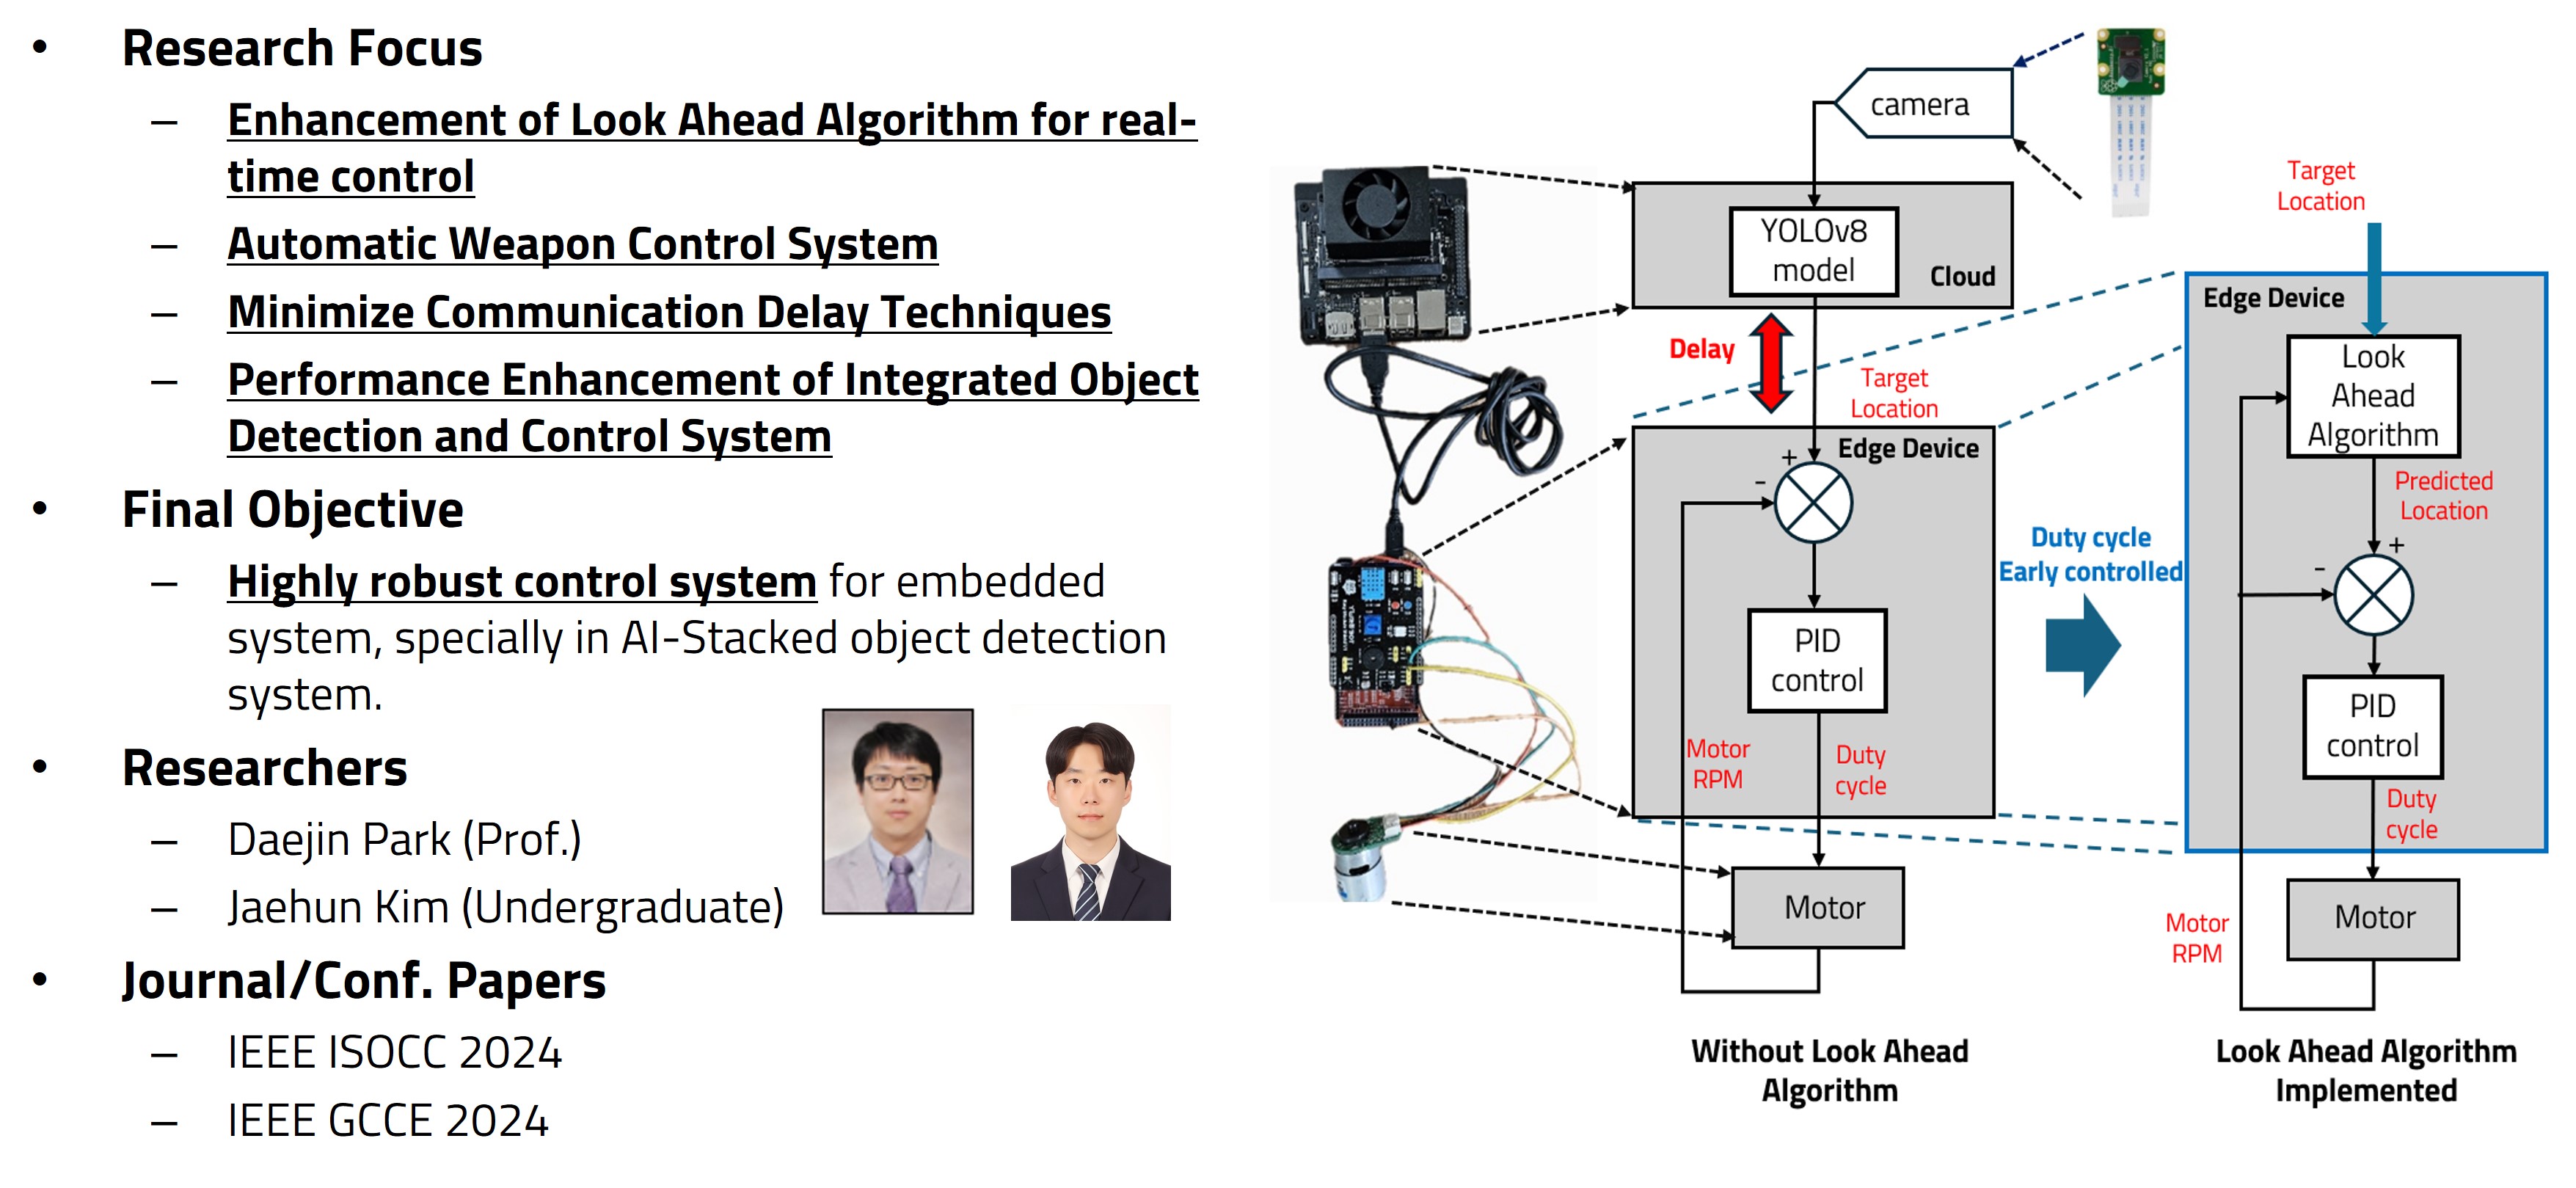 • Research Focus
– Enhancement of Look Ahead Algorithm for real-
time control
– Automatic Weapon Control System
– Minimize Communication Delay Techniques
– Performance Enhancement of Integrated Object
Detection and Control System
• Final Objective
– Highly robust control system for embedded
system, specially in AI-Stacked object detection
system.
• Researchers
– Daejin Park (Prof.)
– Jaehun Kim (Undergraduate)
• Journal/Conf. Papers
– IEEE ISOCC 2024
– IEEE GCCE 2024
camera
YOLOv8
model
Cloud
Delay
Target
Location
Edge Device
+
-
PID
control
Motor
RPM
Duty
cycle
Motor
Without Look Ahead
Algorithm
Duty cycle
Early controlled
Target
Location
Edge Device
Look
Ahead
Algorithm
Predicted
Location
+
-
PID
control
Duty
cycle
Motor
RPM
Motor
Look Ahead Algorithm
Implemented